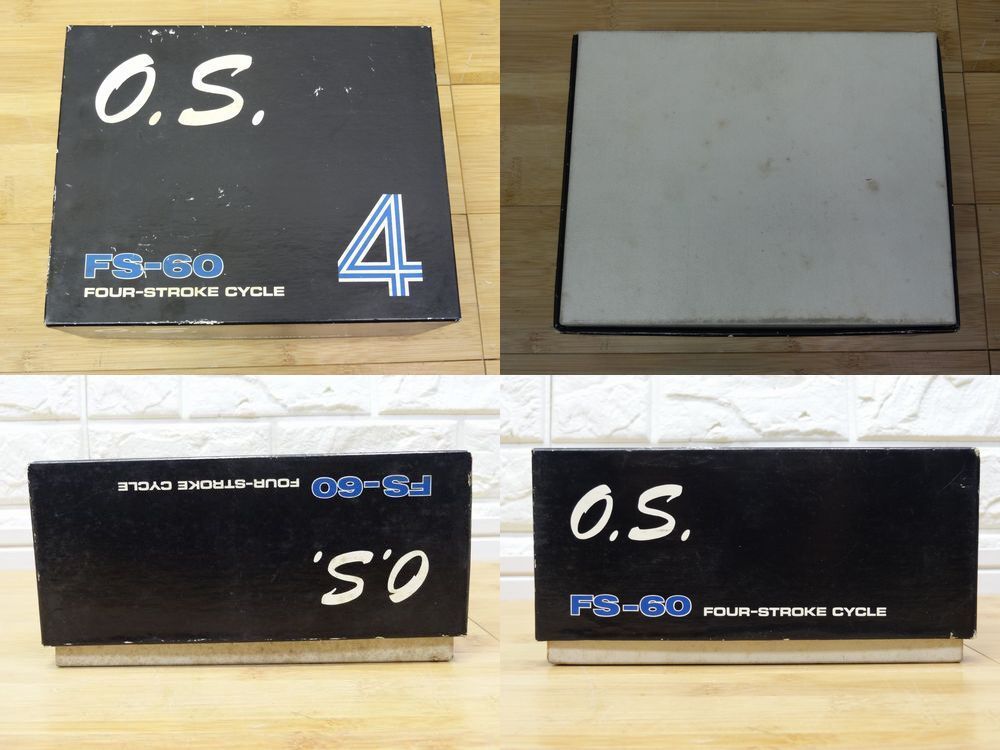 O.S.
4
FS-60
FOUR-STROKE CYCLE
FS-60 FOUR-STROKE CYCLE
O.S.
O.S.
FS-60 FOUR-STROKE CYCLE